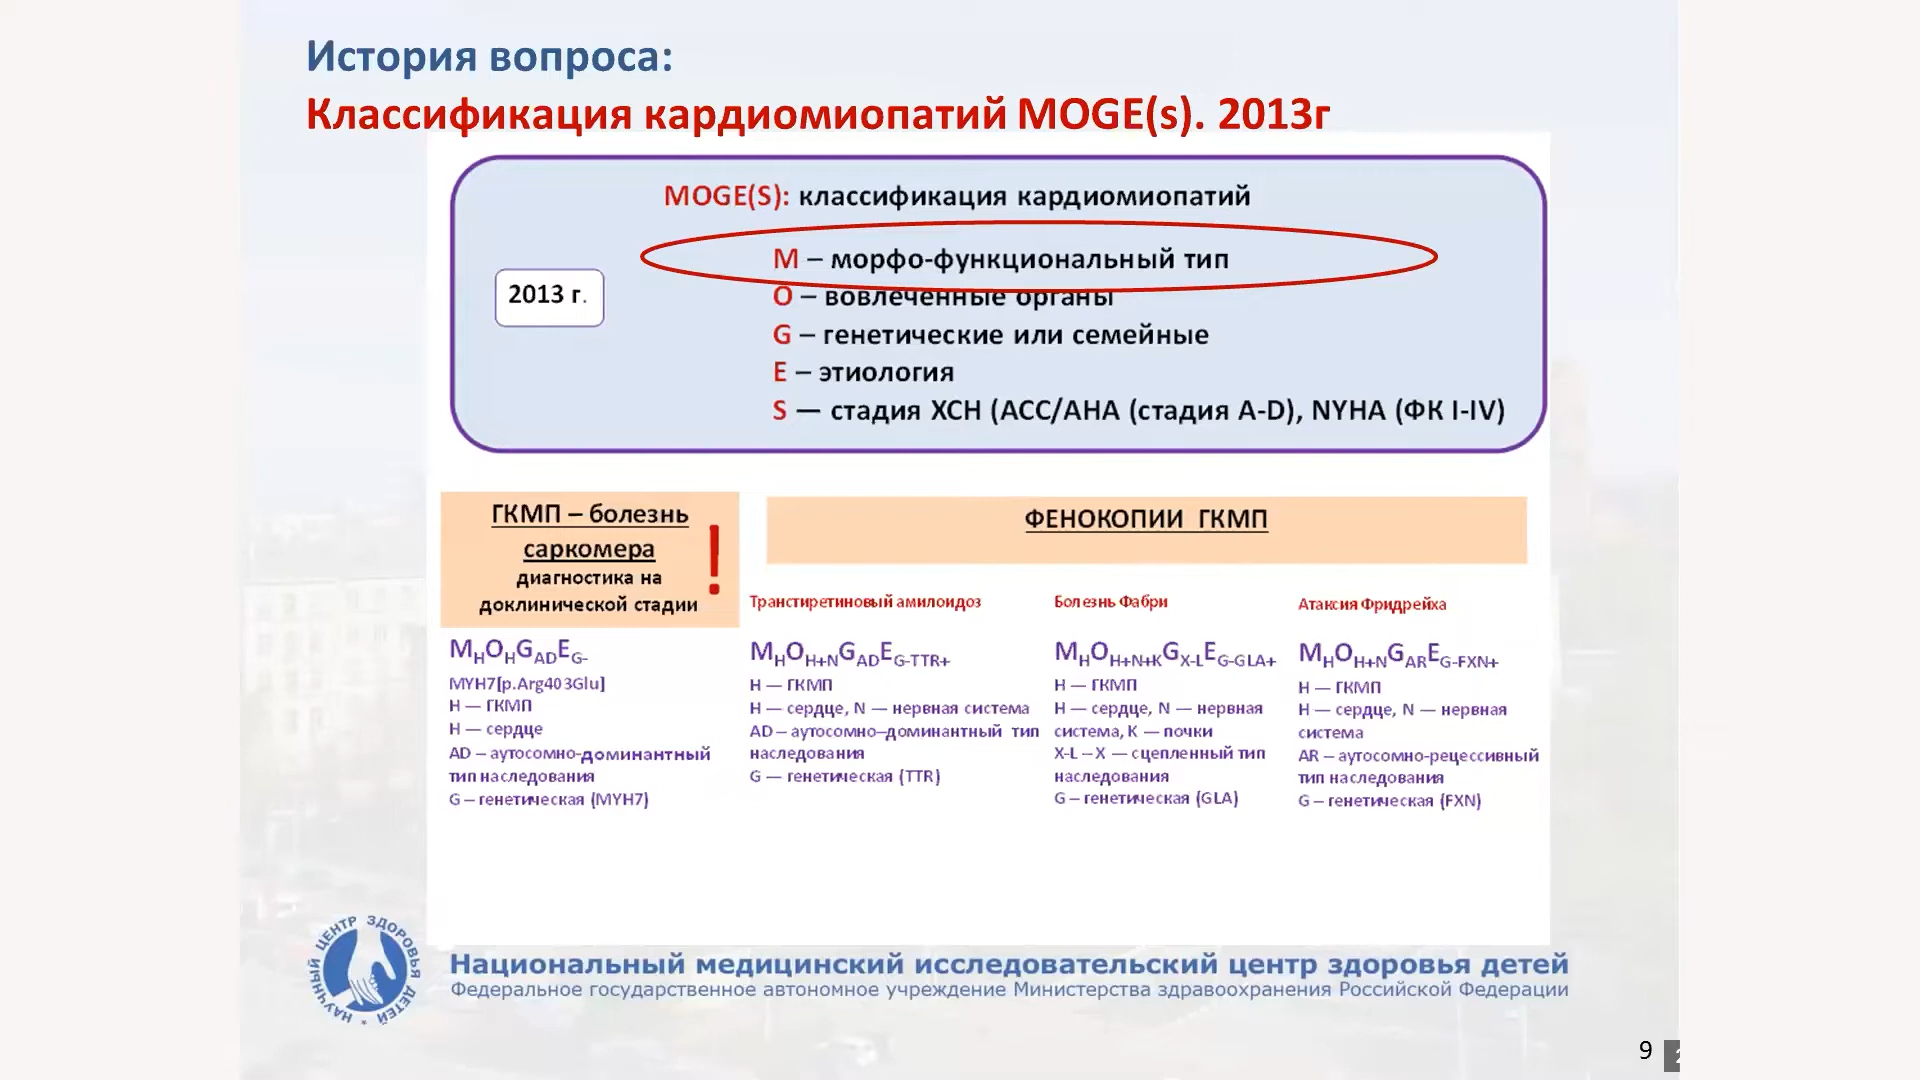 История вопроса:
Классификация кардиомиопатий MOGE(s). 2013г
MOGE(S): классификация кардиомиопатий
M – морфо-функциональный тип
2013 г.
O – вовлеченные органы
G – генетические или семейные
E – этиология
S — стадия ХСН (ACC/AHA (стадия A-D), NYHA (ФК I-IV)
ГКМП – болезнь
саркомера
диагностика на
доклинической стадии
!
MHOHGADEG-
MYH7[p.Arg403Glu]
H — ГКМП
H — сердце
AD – аутосомно-доминантный
тип наследования
G – генетическая (MYH7)
ФЕНОКОПИИ ГКМП
Транстиретиновый амилоидоз
MHOH+NGADEG-TTR+
H — ГКМП
H — сердце, N — нервная система
AD – аутосомно–доминантный тип
наследования
G — генетическая (TTR)
Болезнь Фабри
MHOH+N+KGX-LEG-GLA+
H — ГКМП
H — сердце, N — нервная
система, K — почки
X-L – X — сцепленный тип
наследования
G – генетическая (GLA)
Атаксия Фридрейха
MHOH+NGAREG-FXN+
H — ГКМП
H — сердце, N — нервная
система
AR – аутосомно-рецессивный
тип наследования
G – генетическая (FXN)
НАУЧНЫЙ ЦЕНТР ЗДОРОВЬЯ ДЕТЕЙ
Национальный медицинский исследовательский центр здоровья детей
Федеральное государственное автономное учреждение Министерства здравоохранения Российской Федерации
9